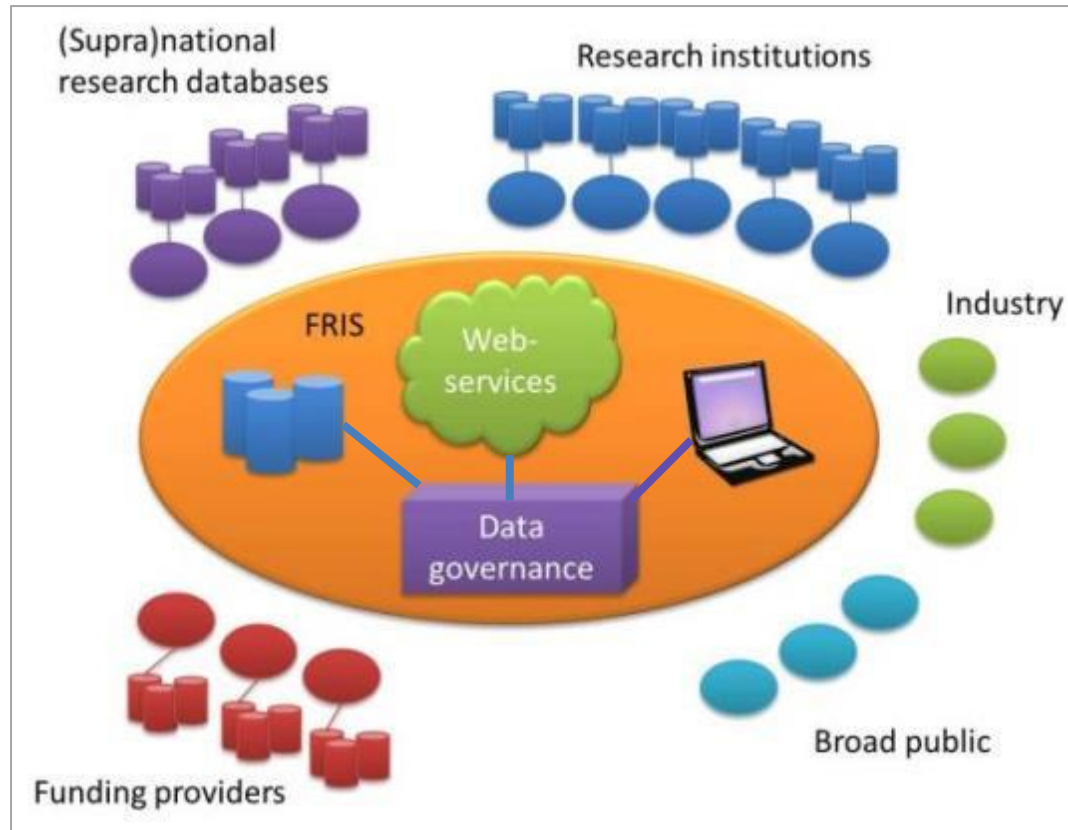 (Supra)national
research databases
Research institutions
FRIS
Web-
services
Industry
Data
governance
Broad public
Funding providers